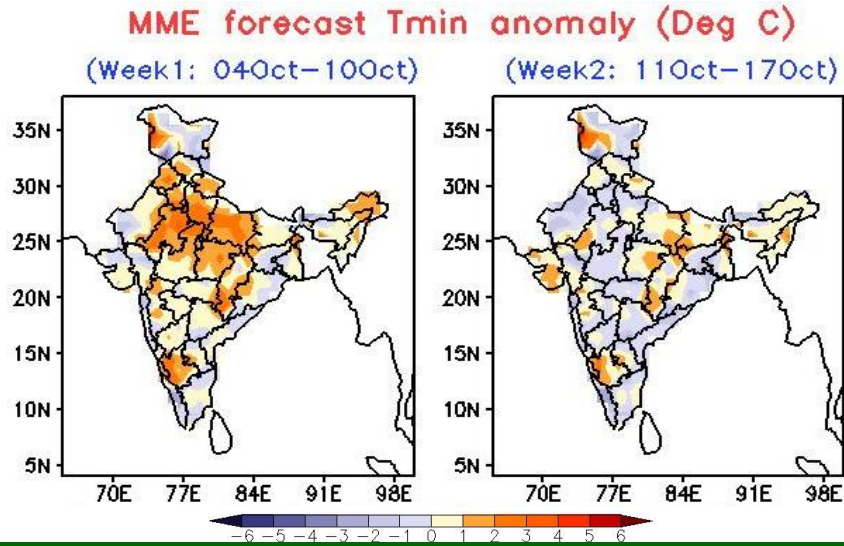 MME forecast Tmin anomaly (Deg C)
(Week1: 04Oct-10Oct) (Week2: 11Oct-17Oct)
35N 35N
30N 30N
25N 25N
20N 20N
15N 15N
10N 10N
5N 5N
70E 77E 84E 91E 98E 70E 77E 84E 91E 98E
-6 -5 -4 -3 -2 -1 0 1 2 3 4 5 6